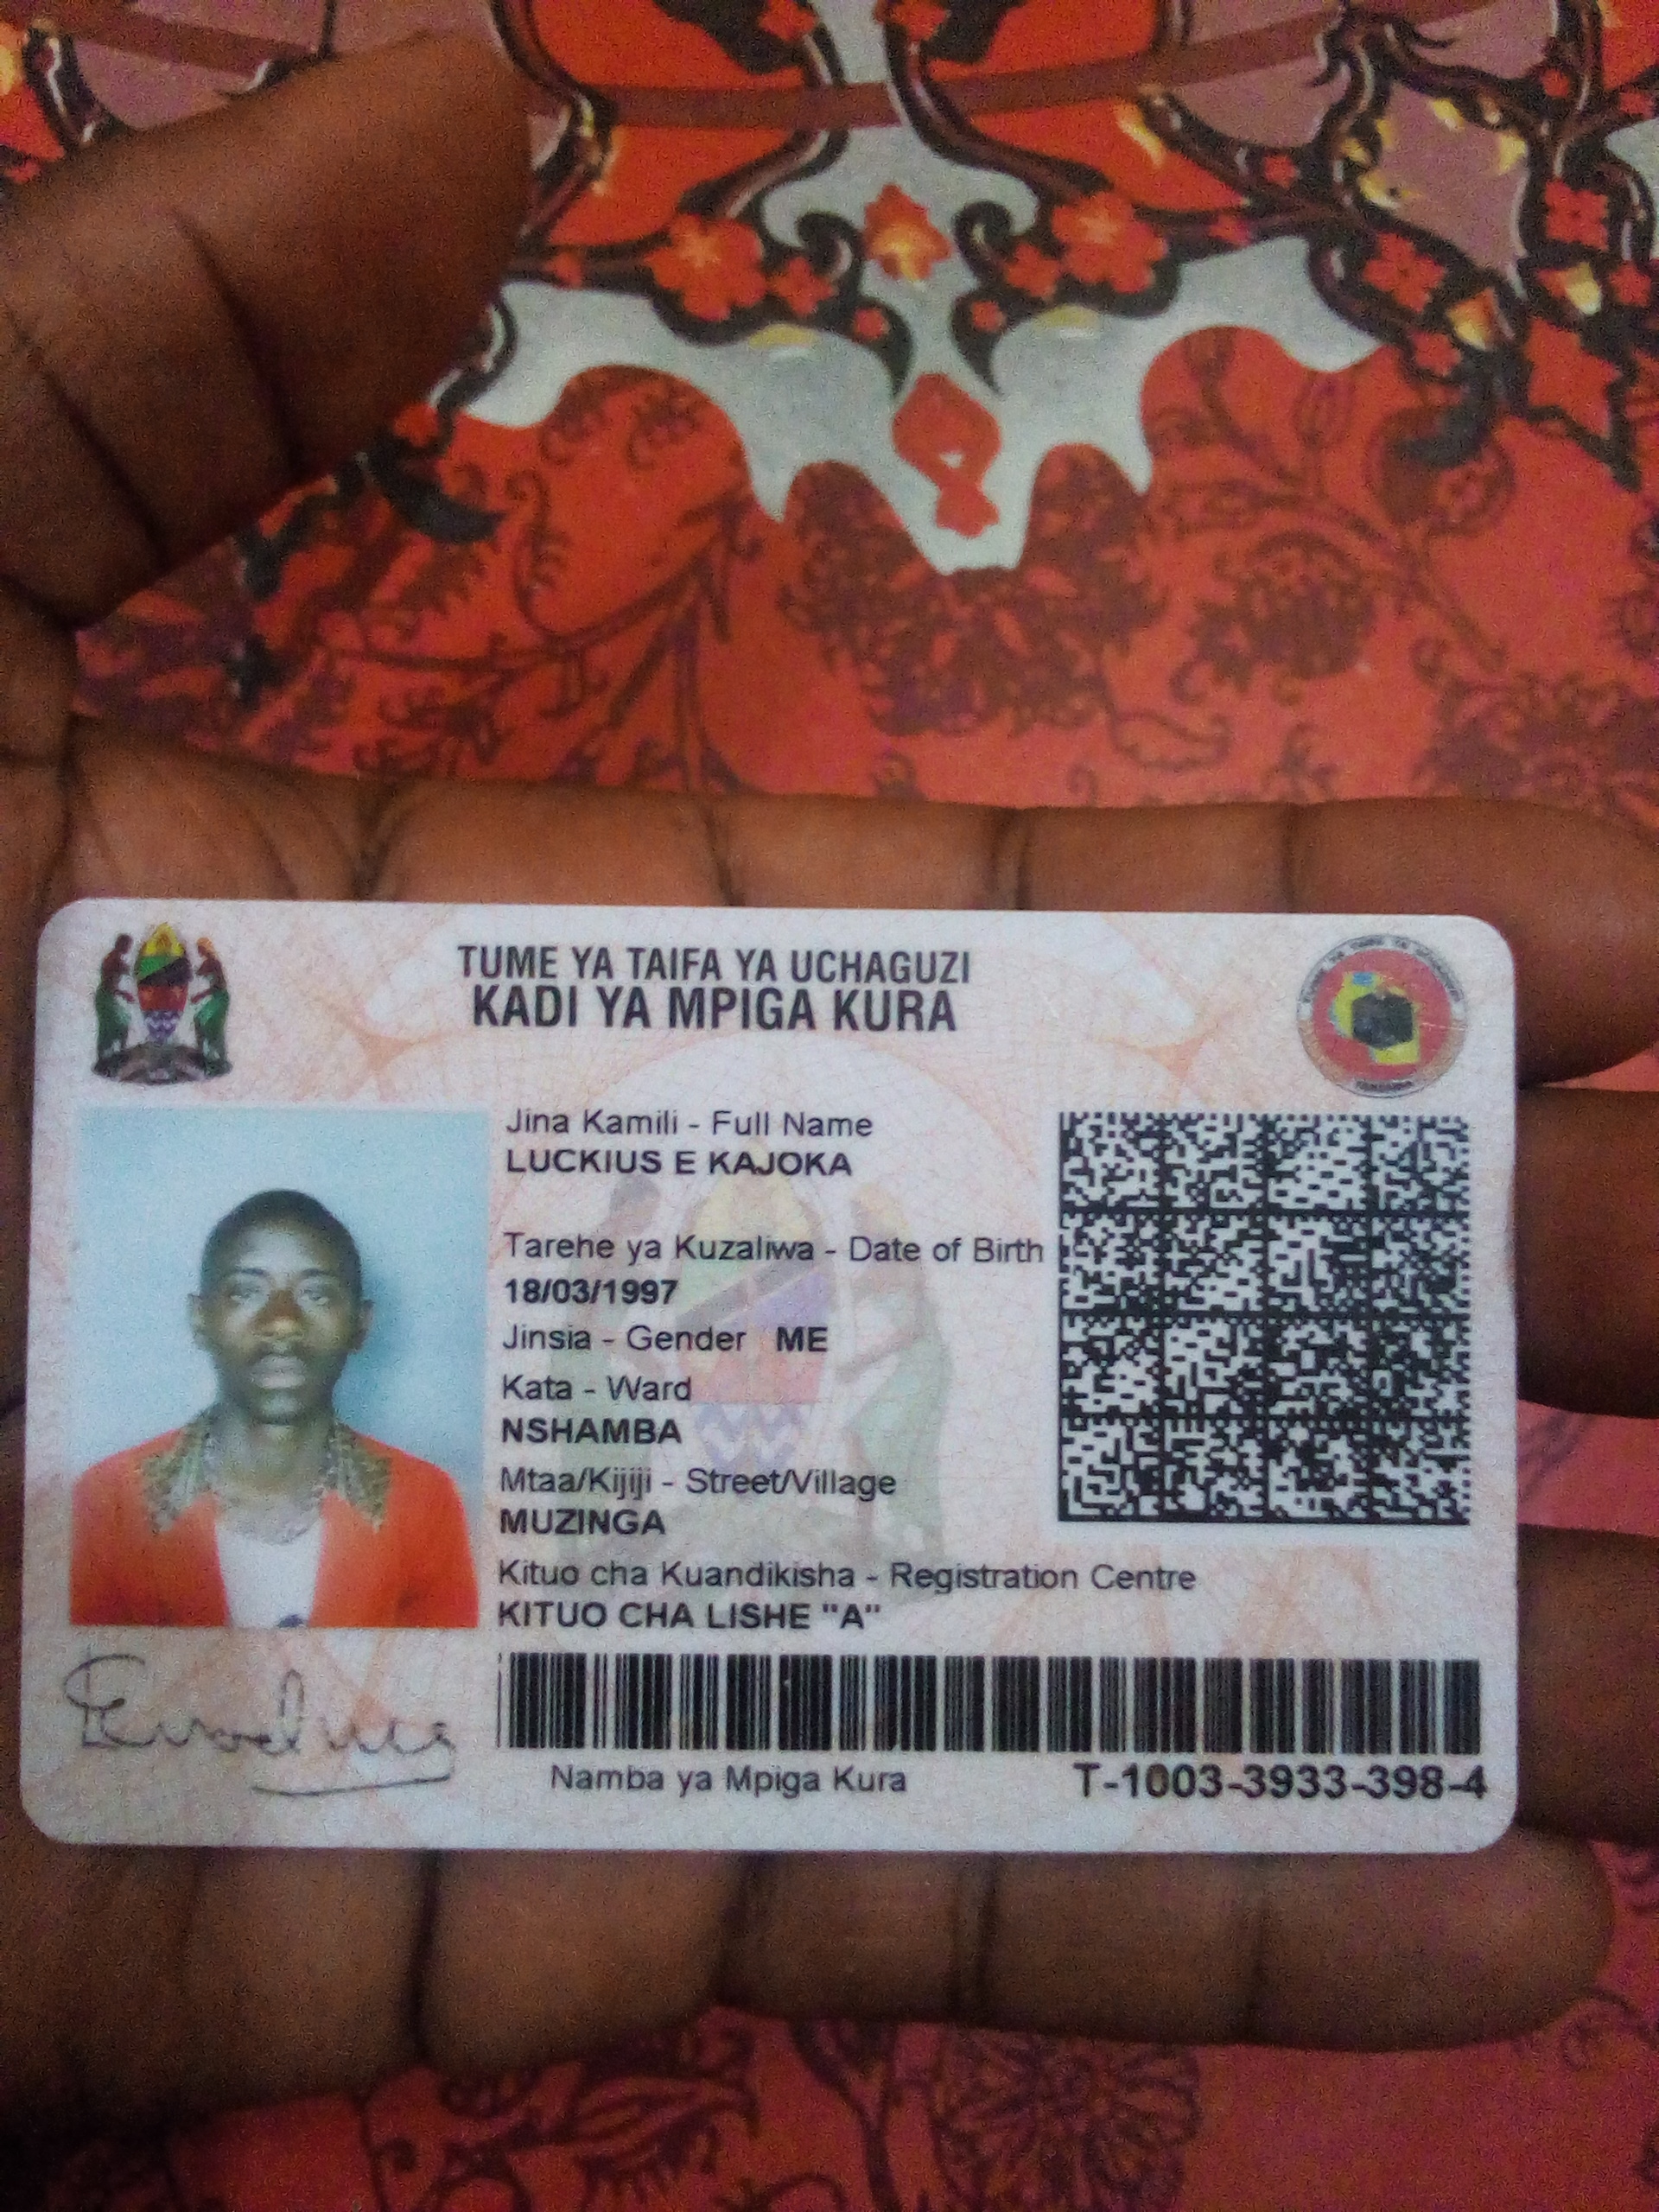 TUME YA TAIFA YA UCHAGUZI
KADI YA MPIGA KURA
Jina Kamili - Full Name
LUCKIUS E KAJOKA
Tarehe ya Kuzaliwa - Date of Birth
18/03/1997
Jinsia - Gender ME
Kata - Ward
NSHAMBA
Mtaa/Kijiji - Street/Village
MUZINGA
Kituo cha Kuandikisha - Registration Centre
KITUO CHA LISHE "A"
Namba ya Mpiga Kura T-1003-3933-398-4